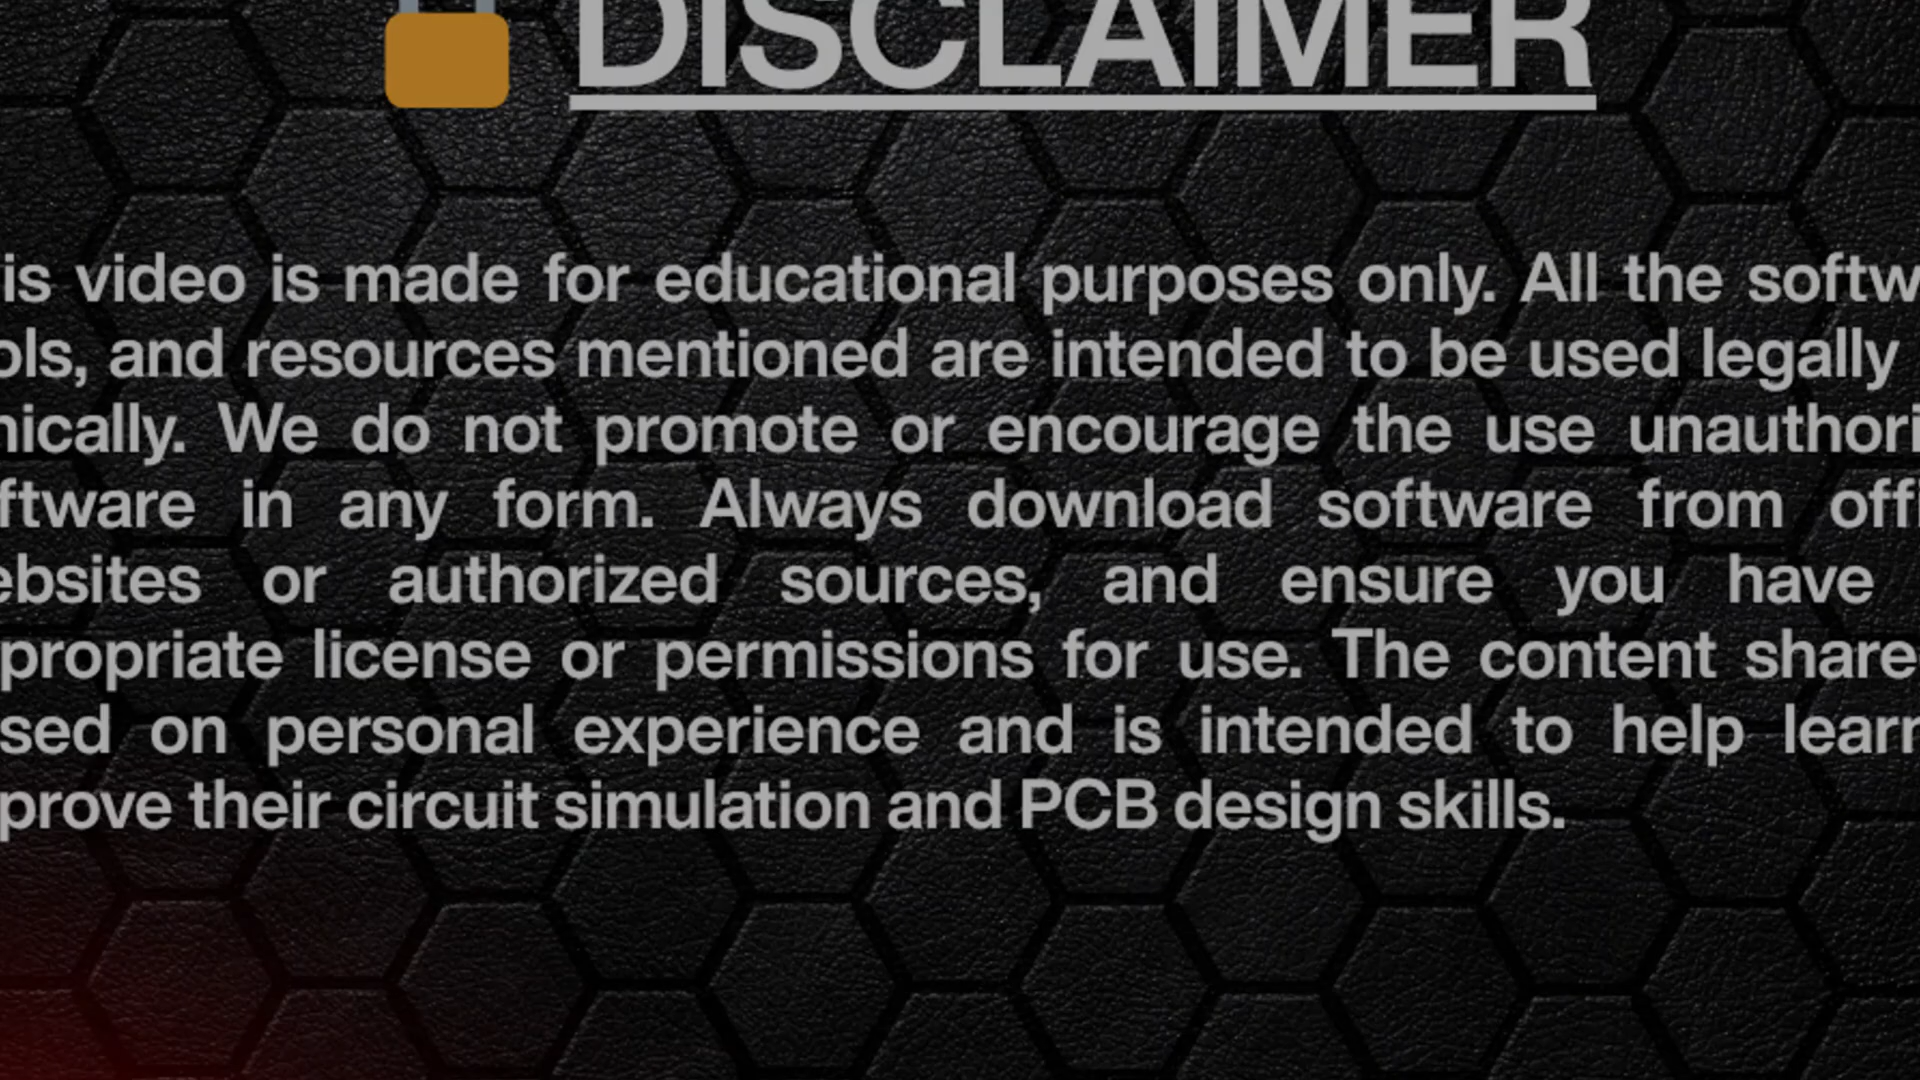 DISCLAIMER
is video is made for educational purposes only. All the softw
ols, and resources mentioned are intended to be used legally
nically. We do not promote or encourage the use unauthori
ftware in any form. Always download software from offi
ebsites or authorized sources, and ensure you have
propriate license or permissions for use. The content share
sed on personal experience and is intended to help learn
prove their circuit simulation and PCB design skills.